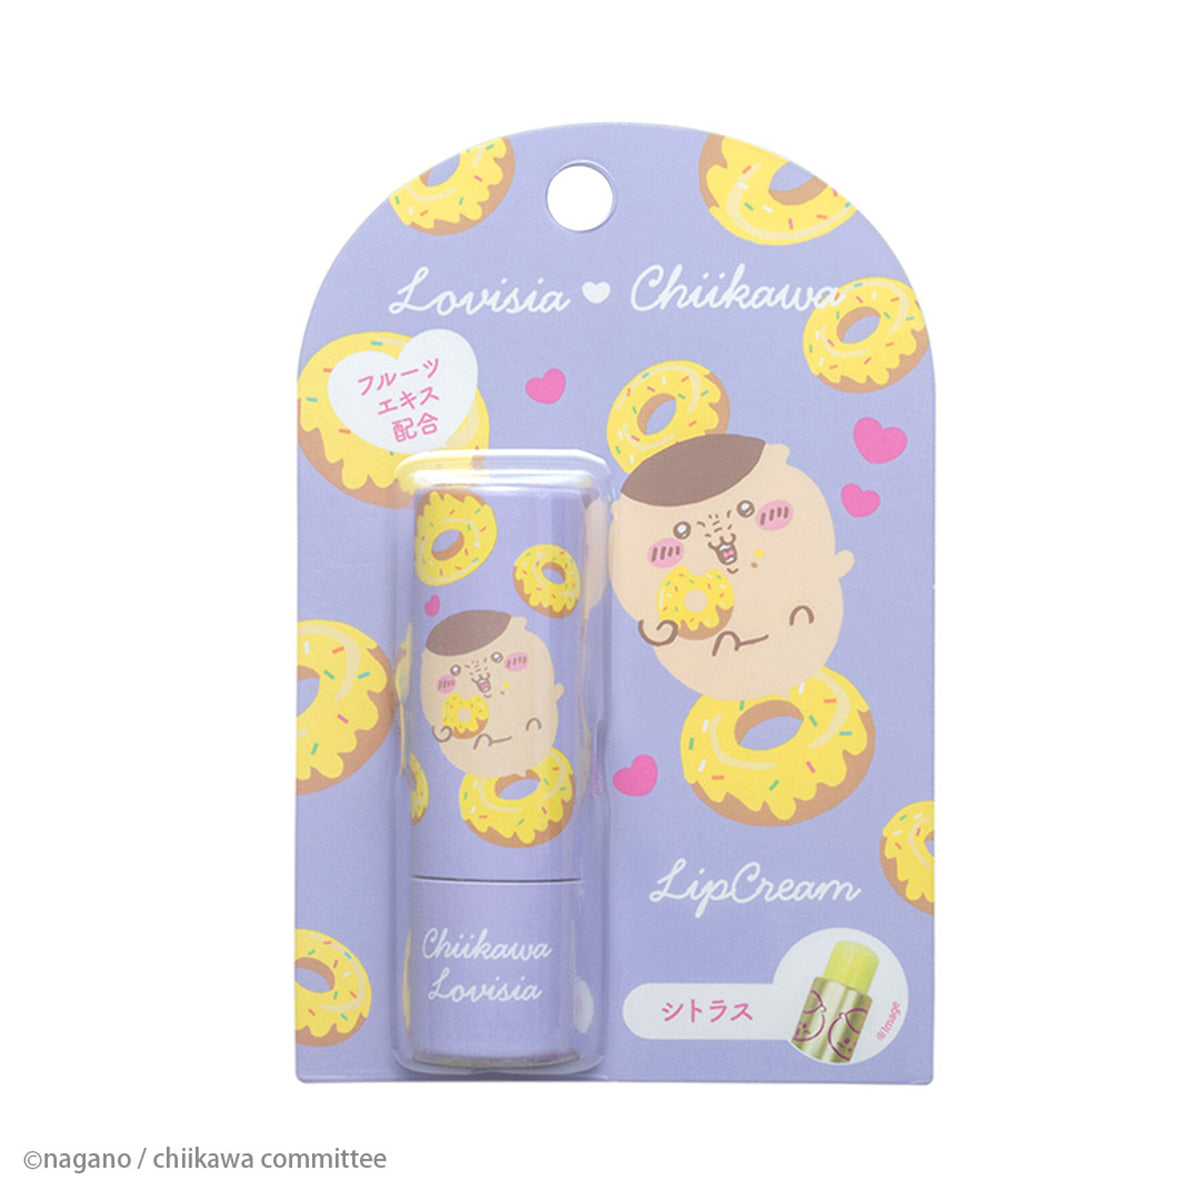 Lovisia ♥ Chiikawa
フルーツ
エキス
配合
Chiikawa
Lovisia
LipCream
シトラス
※Image
©nagano / chiikawa committee